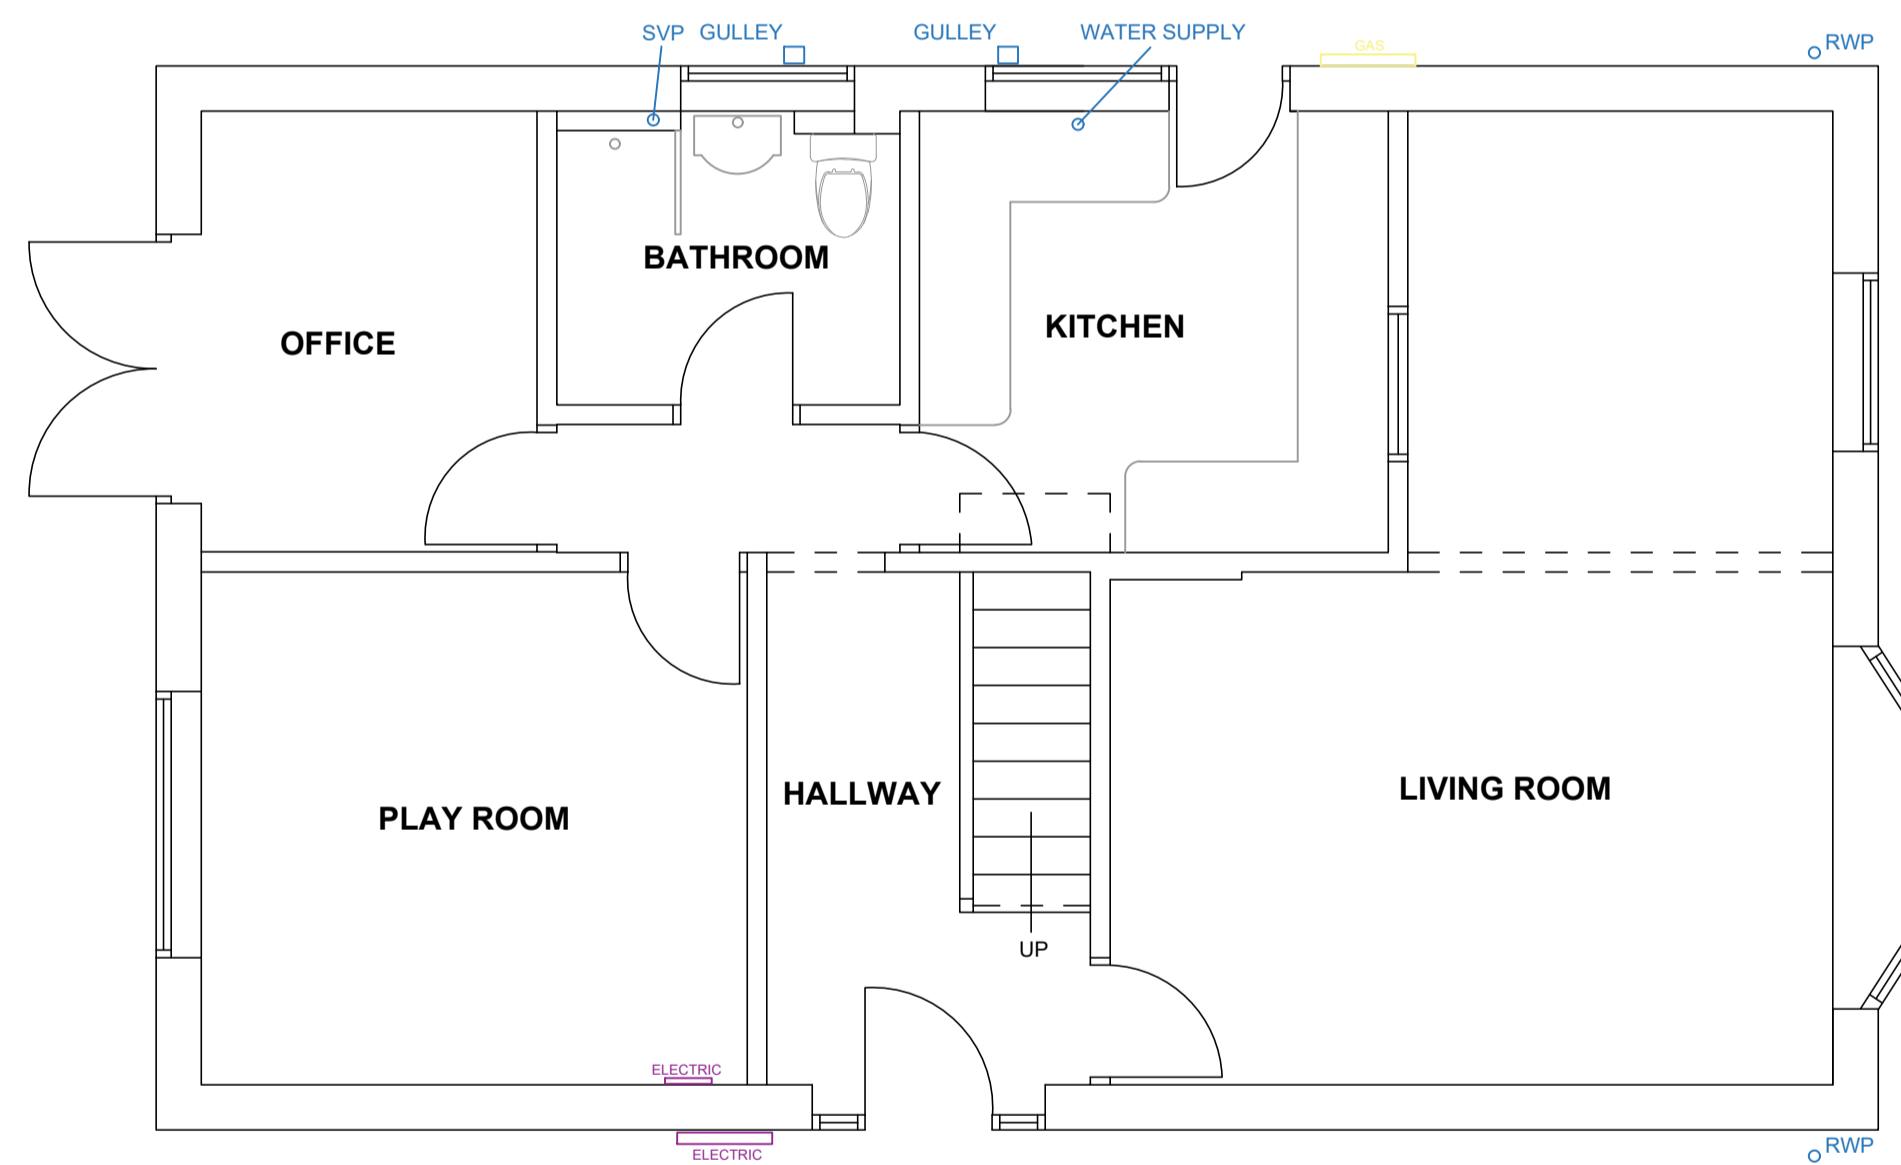 SVP GULLEY GULLEY WATER SUPPLY RWP
GAS
BATHROOM
KITCHEN
OFFICE
LIVING ROOM
HALLWAY
PLAY ROOM
UP
ELECTRIC
ELECTRIC
RWP